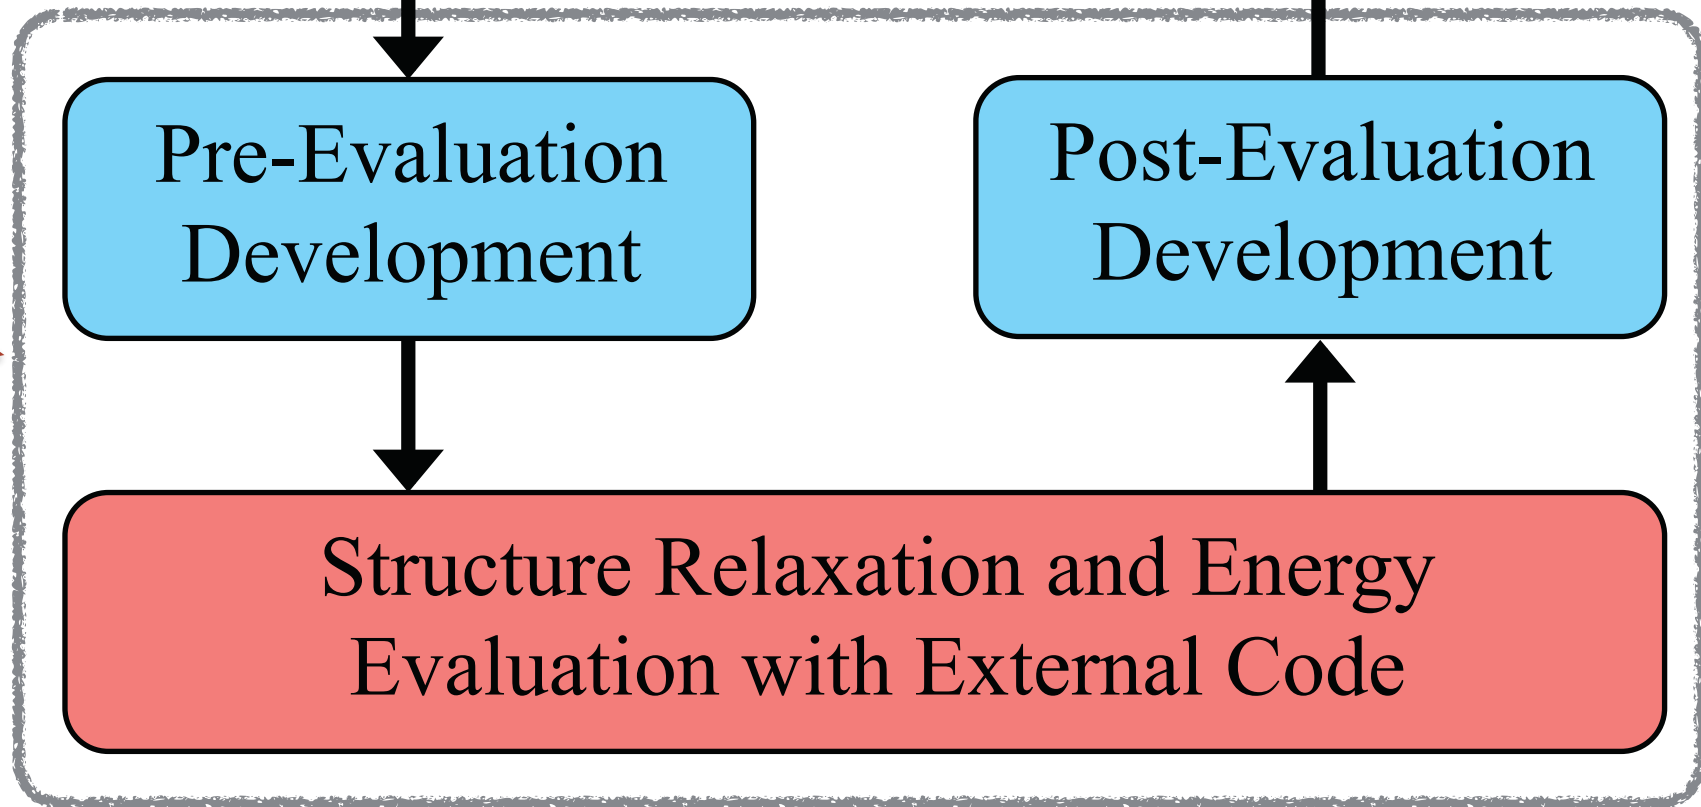 Pre-Evaluation
Development
Post-Evaluation
Development
Structure Relaxation and Energy
Evaluation with External Code